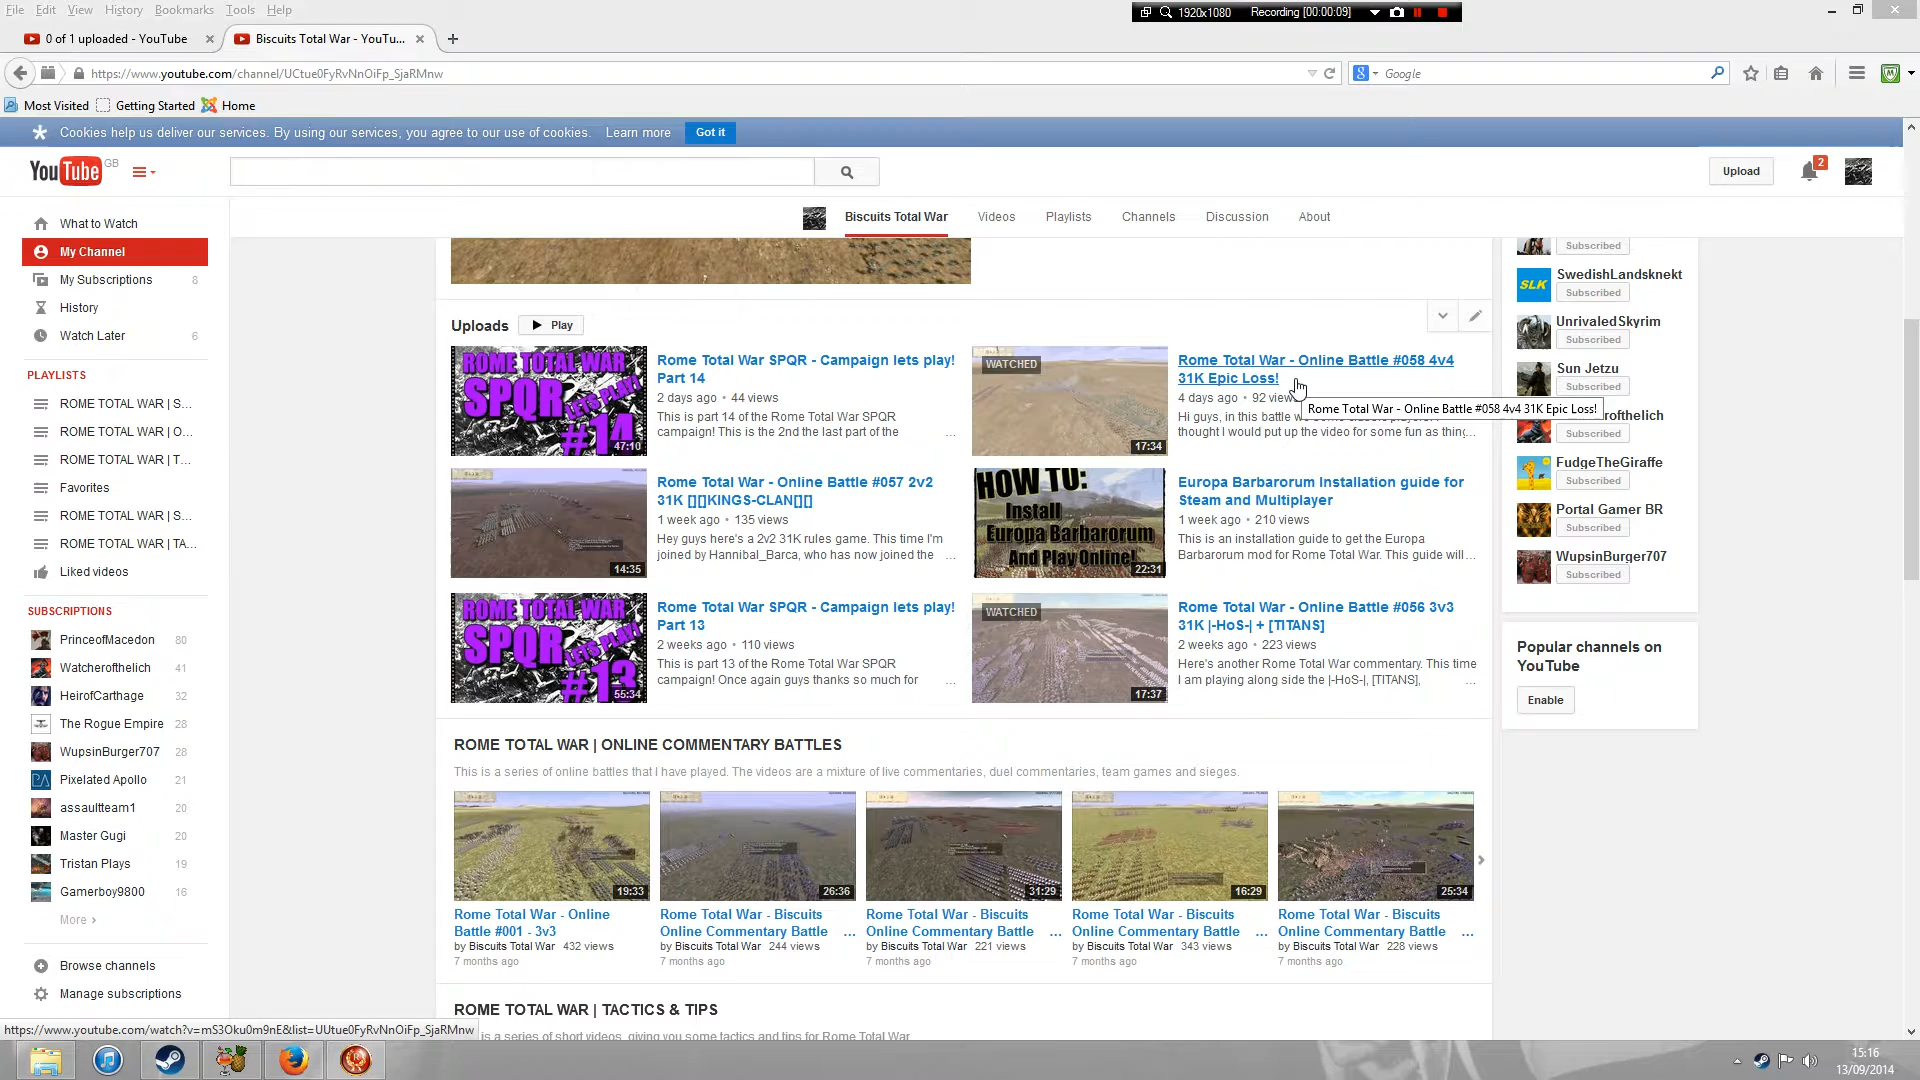 File Edit View History Bookmarks Tools Help
1920x1080 Recording [00:00:09]
0 of 1 uploaded - YouTube
Biscuits Total War - YouTu...
https://www.youtube.com/channel/UCtue0FyRvNnOiFp_SjaRMnw
Google
Most Visited Getting Started Home
Cookies help us deliver our services. By using our services, you agree to our use of cookies. Learn more Got it
YouTube GB
Upload
2
Biscuits Total War Videos Playlists Channels Discussion About
What to Watch
My Channel
My Subscriptions 8
History
Watch Later 6
PLAYLISTS
ROME TOTAL WAR | S...
ROME TOTAL WAR | O...
ROME TOTAL WAR | T...
Favorites
ROME TOTAL WAR | S...
ROME TOTAL WAR | TA...
Liked videos
SUBSCRIPTIONS
PrinceofMacedon 80
Watcherofthelich 41
HeirofCarthage 32
The Rogue Empire 28
WupsinBurger707 28
Pixelated Apollo 21
assaultteam1 20
Master Gugi 20
Tristan Plays 19
Gamerboy9800 16
More ›
Browse channels
Manage subscriptions
Uploads Play
ROME TOTAL WAR
SPQR
LETS PLAY!
#14
47:10
Rome Total War SPQR - Campaign lets play!
Part 14
2 days ago • 44 views
This is part 14 of the Rome Total War SPQR
campaign! This is the 2nd the last part of the ...
WATCHED
17:34
Rome Total War - Online Battle #058 4v4
31K Epic Loss!
4 days ago • 92 views
Rome Total War - Online Battle #058 4v4 31K Epic Loss!
Hi guys, in this battle w
thought I would put up the video for some fun as thing...
14:35
Rome Total War - Online Battle #057 2v2
31K [][]KINGS-CLAN[][]
1 week ago • 135 views
Hey guys here's a 2v2 31K rules game. This time I'm
joined by Hannibal_Barca, who has now joined the ...
HOW TO:
Install
Europa Barbarorum
And Play Online!
22:31
Europa Barbarorum Installation guide for
Steam and Multiplayer
1 week ago • 210 views
This is an installation guide to get the Europa
Barbarorum mod for Rome Total War. This guide will...
ROME TOTAL WAR
SPQR
LETS PLAY!
#13
55:34
Rome Total War SPQR - Campaign lets play!
Part 13
2 weeks ago • 110 views
This is part 13 of the Rome Total War SPQR
campaign! Once again guys thanks so much for ...
WATCHED
17:37
Rome Total War - Online Battle #056 3v3
31K |-HoS-| + [TITANS]
2 weeks ago • 223 views
Here's another Rome Total War commentary. This time
I am playing along side the |-HoS-|, [TITANS], ...
ROME TOTAL WAR | ONLINE COMMENTARY BATTLES
This is a series of online battles that I have played. The videos are a mixture of live commentaries, duel commentaries, team games and sieges.
19:33
Rome Total War - Online
Battle #001 - 3v3
by Biscuits Total War 432 views
7 months ago
26:36
Rome Total War - Biscuits
Online Commentary Battle ...
by Biscuits Total War 244 views
7 months ago
31:29
Rome Total War - Biscuits
Online Commentary Battle ...
by Biscuits Total War 221 views
7 months ago
16:29
Rome Total War - Biscuits
Online Commentary Battle ...
by Biscuits Total War 343 views
7 months ago
25:34
Rome Total War - Biscuits
Online Commentary Battle ...
by Biscuits Total War 228 views
7 months ago
ROME TOTAL WAR | TACTICS & TIPS
is a series of short videos, giving you some tactics and tips for Rome Total War
Subscribed
SLK
SwedishLandsknekt
Subscribed
UnrivaledSkyrim
Subscribed
Sun Jetzu
Subscribed
rofthelich
Subscribed
FudgeTheGiraffe
Subscribed
Portal Gamer BR
Subscribed
WupsinBurger707
Subscribed
Popular channels on
YouTube
Enable
https://www.youtube.com/watch?v=mS3Oku0m9nE&list=UUtue0FyRvNnOiFp_SjaRMnw
15:16
13/09/2014